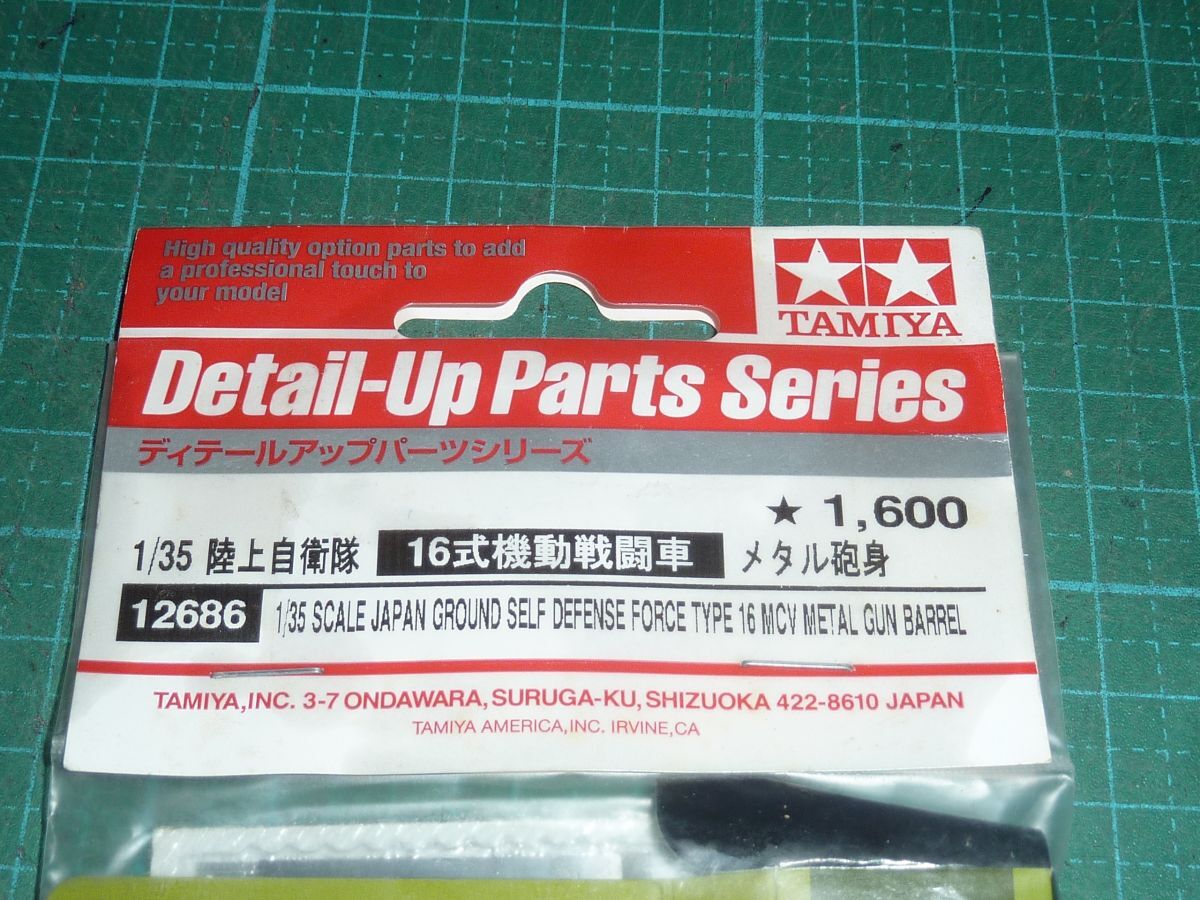 High quality option parts to add
a professional touch to
your model
TAMIYA
Detail-Up Parts Series
ディテールアップパーツシリーズ
★ 1,600
1/35 陸上自衛隊 16式機動戦闘車 メタル砲身
12686 1/35 SCALE JAPAN GROUND SELF DEFENSE FORCE TYPE 16 MCV METAL GUN BARREL
TAMIYA,INC. 3-7 ONDAWARA, SURUGA-KU, SHIZUOKA 422-8610 JAPAN
TAMIYA AMERICA,INC. IRVINE,CA